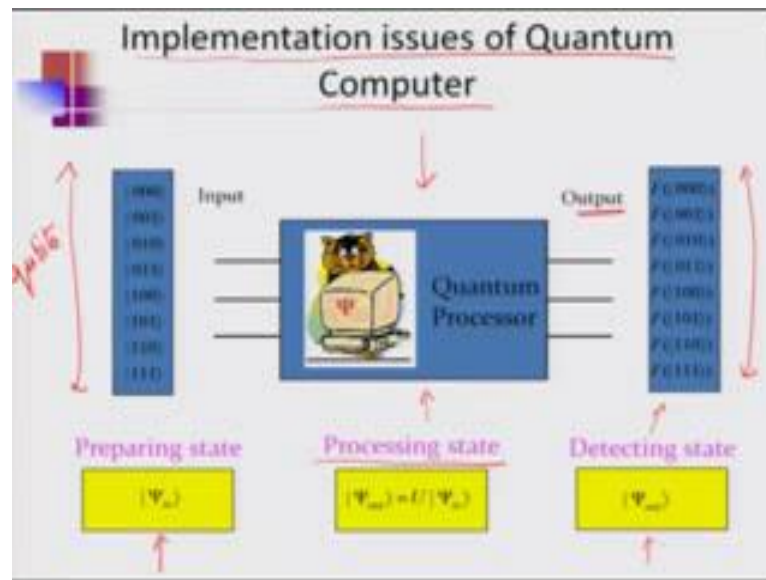 Implementation issues of Quantum
Computer
qubits
Input
Output
|000⟩
|001⟩
|010⟩
|011⟩
|100⟩
|101⟩
|110⟩
|111⟩
Ψ
Quantum
Processor
F(|000⟩)
F(|001⟩)
F(|010⟩)
F(|011⟩)
F(|100⟩)
F(|101⟩)
F(|110⟩)
F(|111⟩)
Preparing state
Processing state
Detecting state
|Ψin⟩
|Ψout⟩=U|Ψin⟩
|Ψout⟩